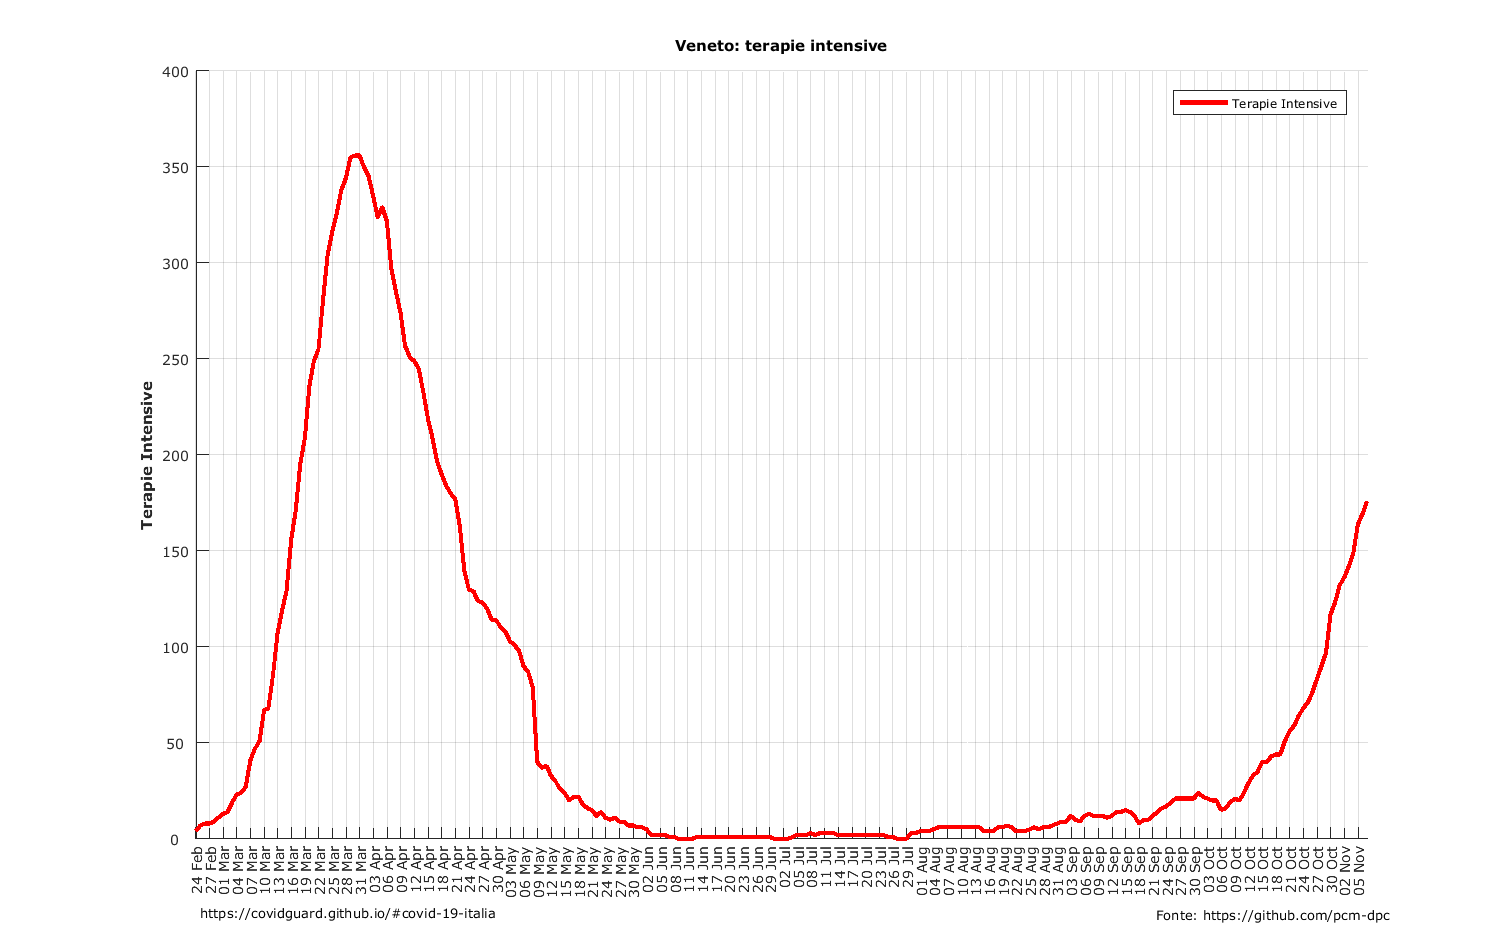 Veneto: terapie intensive
Terapie Intensive
400
350
300
250
200
150
100
50
0
Terapie Intensive
24 Feb
27 Feb
01 Mar
04 Mar
07 Mar
10 Mar
13 Mar
16 Mar
19 Mar
22 Mar
25 Mar
28 Mar
31 Mar
03 Apr
06 Apr
09 Apr
12 Apr
15 Apr
18 Apr
21 Apr
24 Apr
27 Apr
30 Apr
03 May
06 May
09 May
12 May
15 May
18 May
21 May
24 May
27 May
30 May
02 Jun
05 Jun
08 Jun
11 Jun
14 Jun
17 Jun
20 Jun
23 Jun
26 Jun
29 Jun
02 Jul
05 Jul
08 Jul
11 Jul
14 Jul
17 Jul
20 Jul
23 Jul
26 Jul
29 Jul
01 Aug
04 Aug
07 Aug
10 Aug
13 Aug
16 Aug
19 Aug
22 Aug
25 Aug
28 Aug
31 Aug
03 Sep
06 Sep
09 Sep
12 Sep
15 Sep
18 Sep
21 Sep
24 Sep
27 Sep
30 Sep
03 Oct
06 Oct
09 Oct
12 Oct
15 Oct
18 Oct
21 Oct
24 Oct
27 Oct
30 Oct
02 Nov
05 Nov
https://covidguard.github.io/#covid-19-italia
Fonte: https://github.com/pcm-dpc